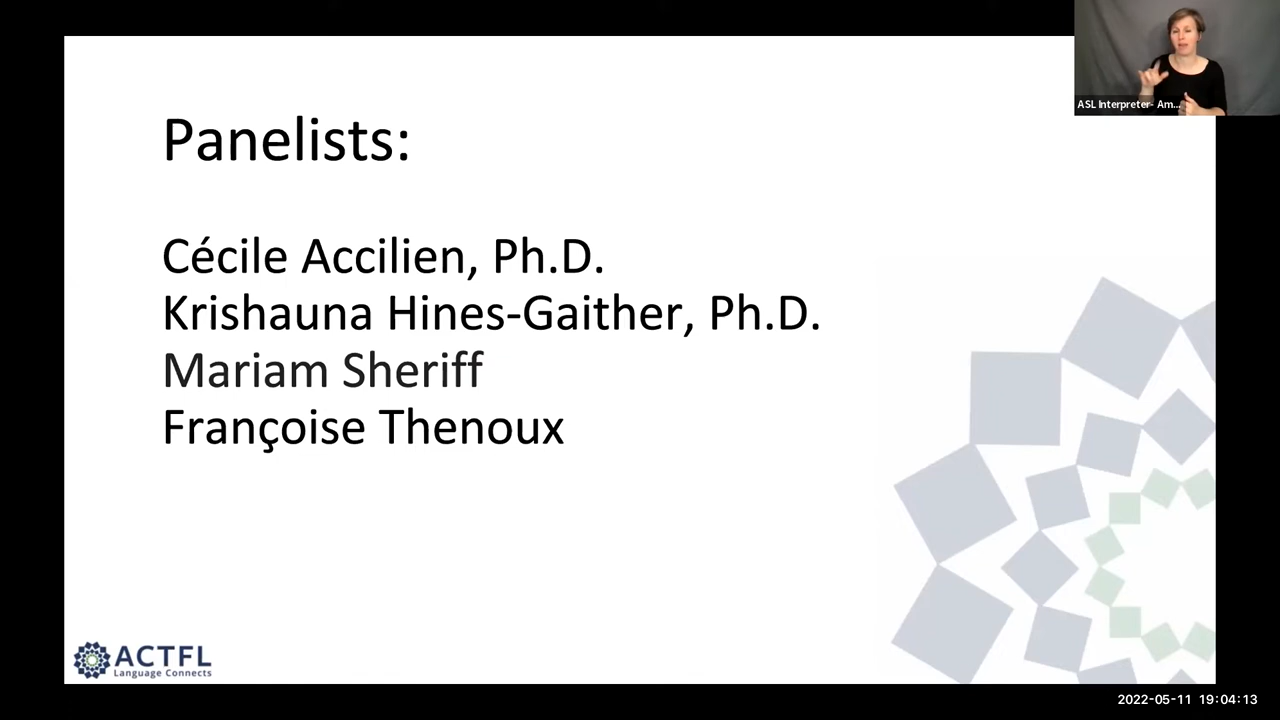 ASL Interpreter- Am...
Panelists:
Cécile Accilien, Ph.D.
Krishauna Hines-Gaither, Ph.D.
Mariam Sheriff
Françoise Thenoux
ACTFL
Language Connects
2022-05-11 19:04:13